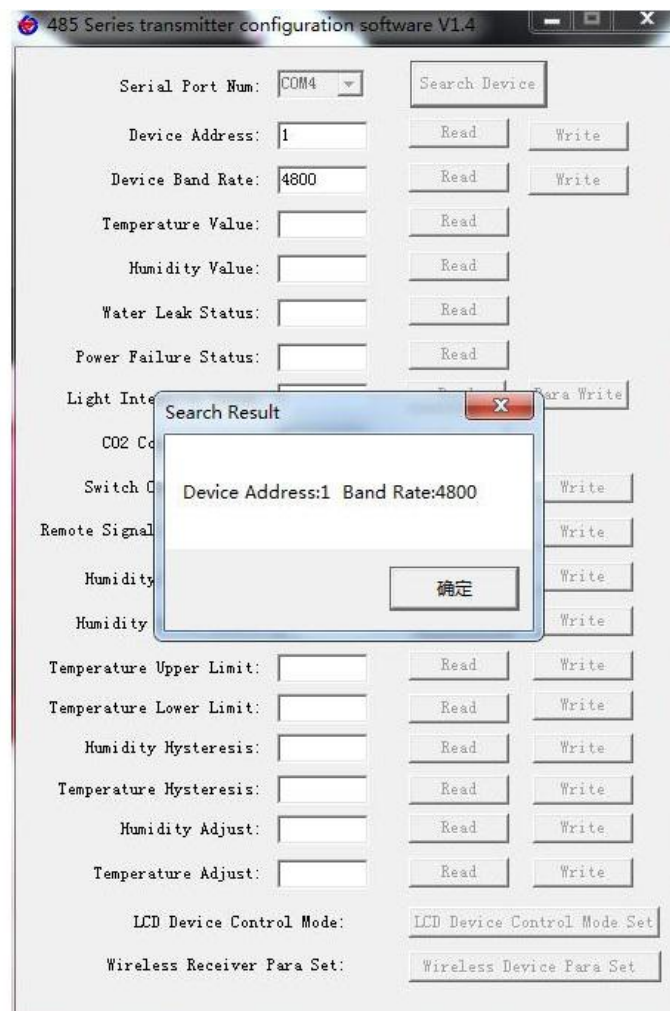 485 Series transmitter configuration software V1.4
Serial Port Num: COM4 Search Device
Device Address: 1 Read Write
Device Band Rate: 4800 Read Write
Temperature Value: Read
Humidity Value: Read
Water Leak Status: Read
Power Failure Status: Read
Light Para Write
Search Result
CO2
Device Address:1 Band Rate:4800
Switch Write
Remote Signal Write
确定
Humidity Write
Humidity Write
Temperature Upper Limit: Read Write
Temperature Lower Limit: Read Write
Humidity Hysteresis: Read Write
Temperature Hysteresis: Read Write
Humidity Adjust: Read Write
Temperature Adjust: Read Write
LCD Device Control Mode: LCD Device Control Mode Set
Wireless Receiver Para Set: Wireless Device Para Set